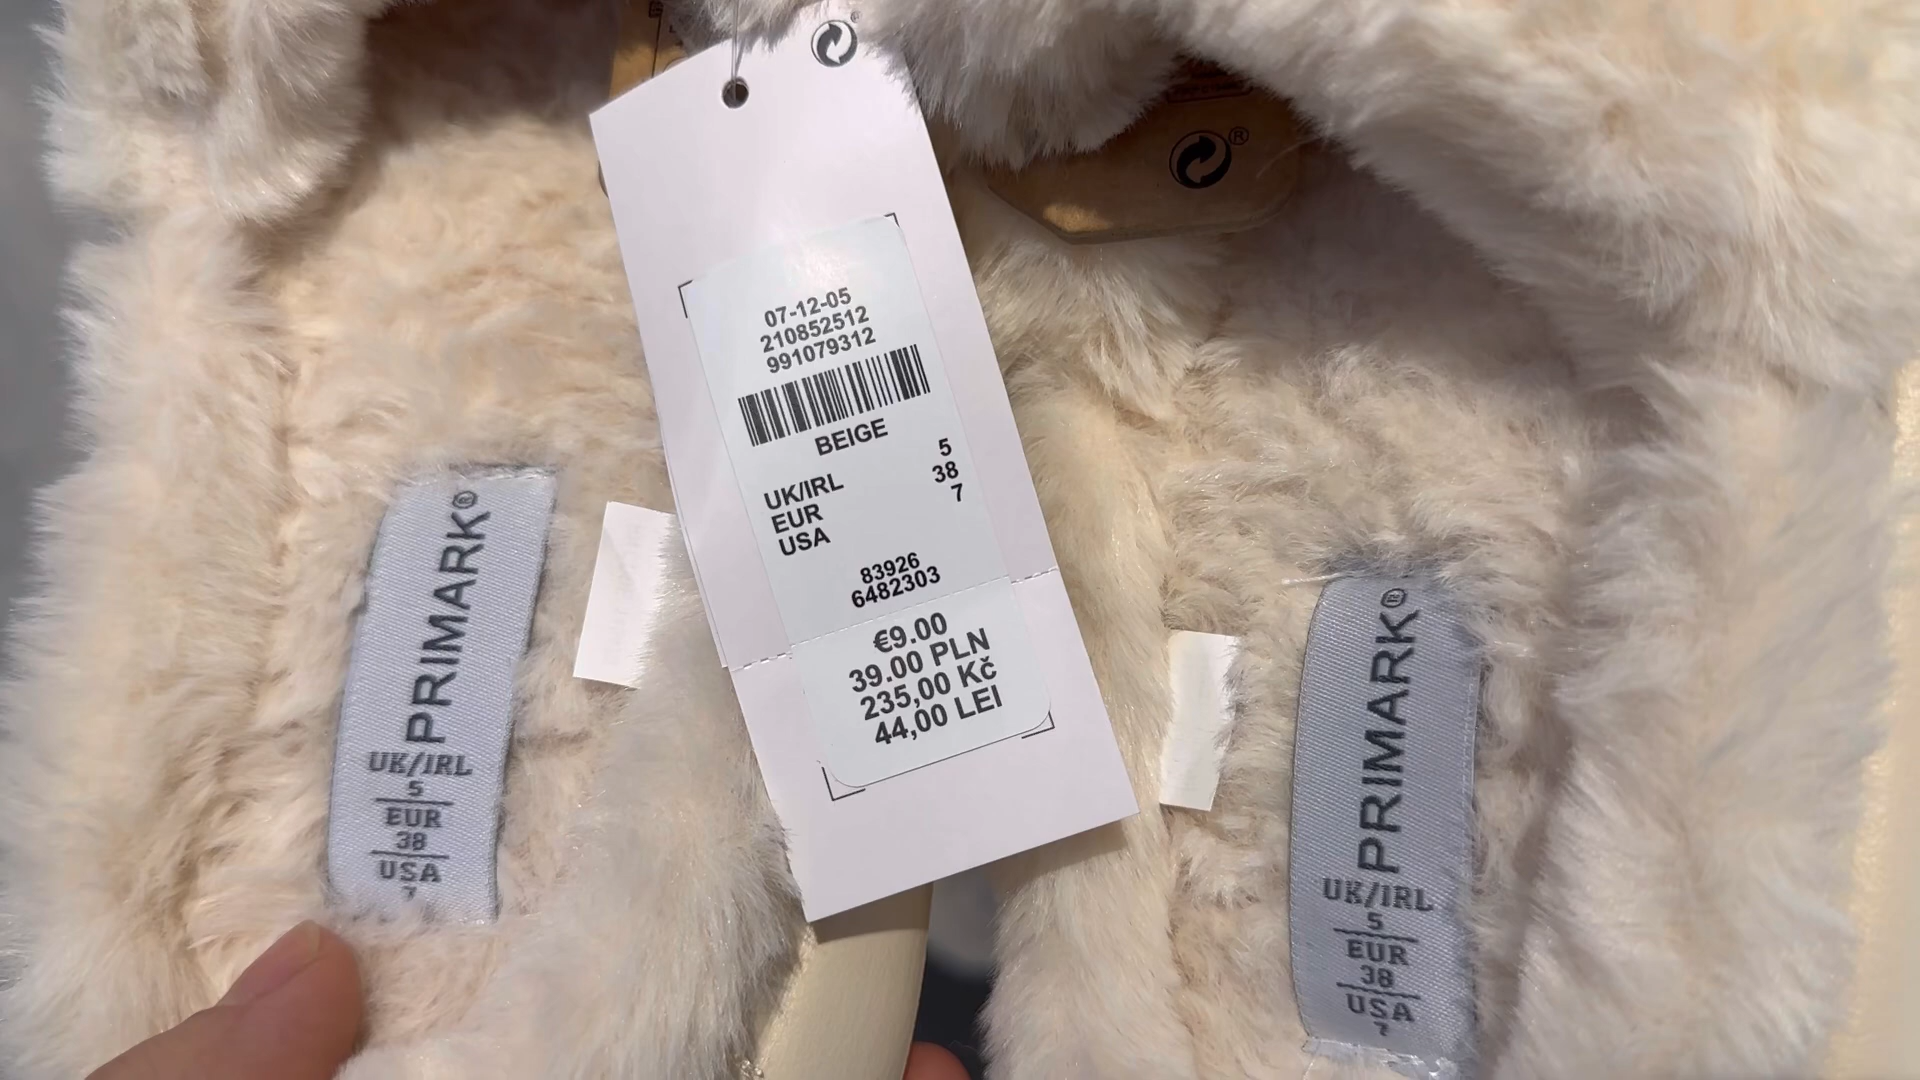 07-12-05
210852512
991079312
BEIGE
UK/IRL 5
EUR 38
USA 7
83926
6482303
€9.00
39.00 PLN
235,00 Kč
44,00 LEI
PRIMARK®
UK/IRL
5
EUR
38
USA
7
®
PRIMARK®
UK/IRL
5
EUR
38
USA
7